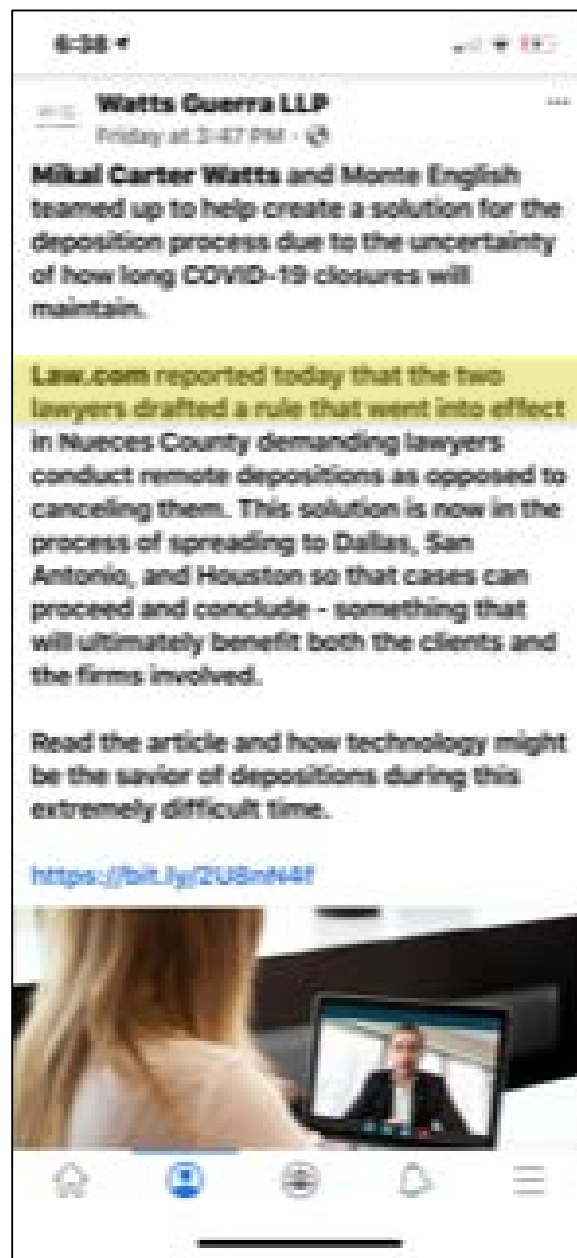 6:38
Watts Guerra LLP
Friday at 3:47 PM
Mikal Carter Watts and Monte English
teamed up to help create a solution for the
deposition process due to the uncertainty
of how long COVID-19 closures will
maintain.
Law.com reported today that the two
lawyers drafted a rule that went into effect
in Nueces County demanding lawyers
conduct remote depositions as opposed to
canceling them. This solution is now in the
process of spreading to Dallas, San
Antonio, and Houston so that cases can
proceed and conclude - something that
will ultimately benefit both the clients and
the firms involved.
Read the article and how technology might
be the savior of depositions during this
extremely difficult time.